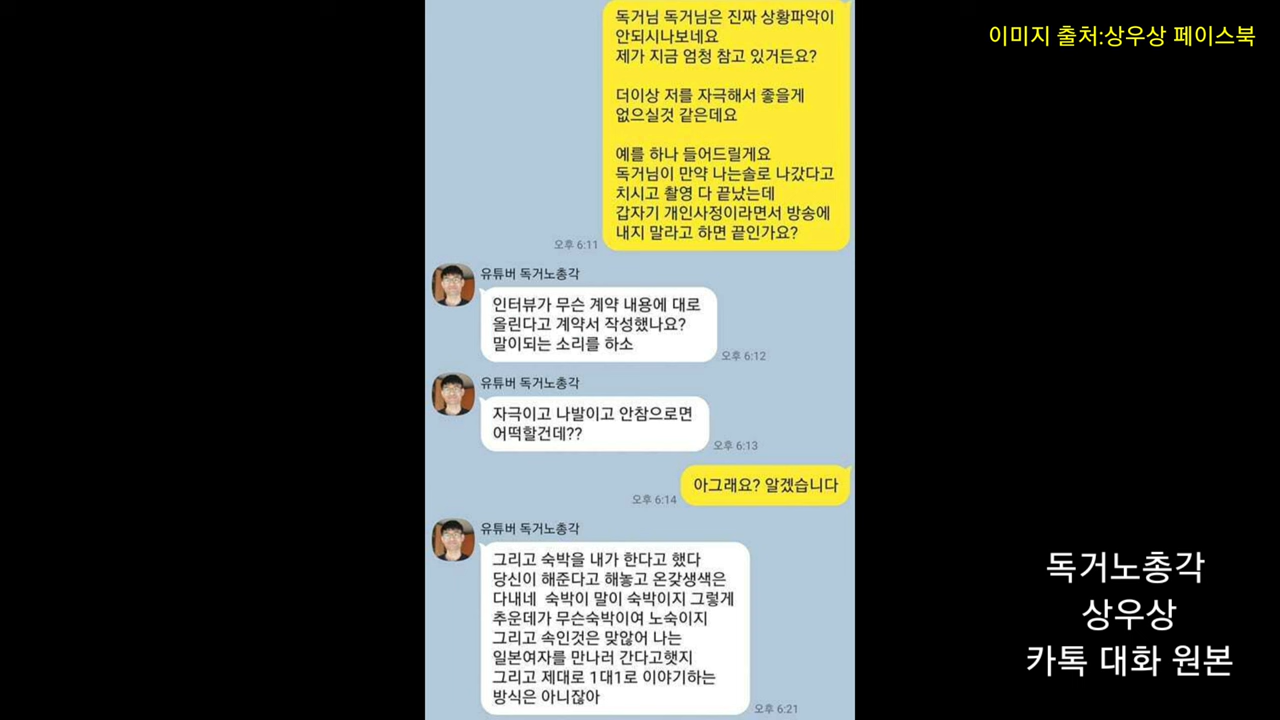 독거님 독거님은 진짜 상황파악이
안되시나보네요
제가 지금 엄청 참고 있거든요?
더이상 저를 자극해서 좋을게
없으실것 같은데요
예를 하나 들어드릴게요
독거님이 만약 나는솔로 나갔다고
치시고 촬영 다 끝났는데
갑자기 개인사정이라면서 방송에
내지 말라고 하면 끝인가요?
오후 6:11
유튜버 독거노총각
인터뷰가 무슨 계약 내용에 대로
올린다고 계약서 작성했나요?
말이되는 소리를 하소
오후 6:12
유튜버 독거노총각
자극이고 나발이고 안참으로면
어떡할건데??
오후 6:13
아그래요? 알겠습니다
오후 6:14
유튜버 독거노총각
그리고 숙박을 내가 한다고 했다
당신이 해준다고 해놓고 온갖생색은
다내네 숙박이 말이 숙박이지 그렇게
추운데가 무슨숙박이여 노숙이지
그리고 속인것은 맞않어 나는
일본여자를 만나러 간다고햇지
그리고 제대로 1대1로 이야기하는
방식은 아니잖아
오후 6:21
이미지 출처:상우상 페이스북
독거노총각
상우상
카톡 대화 원본